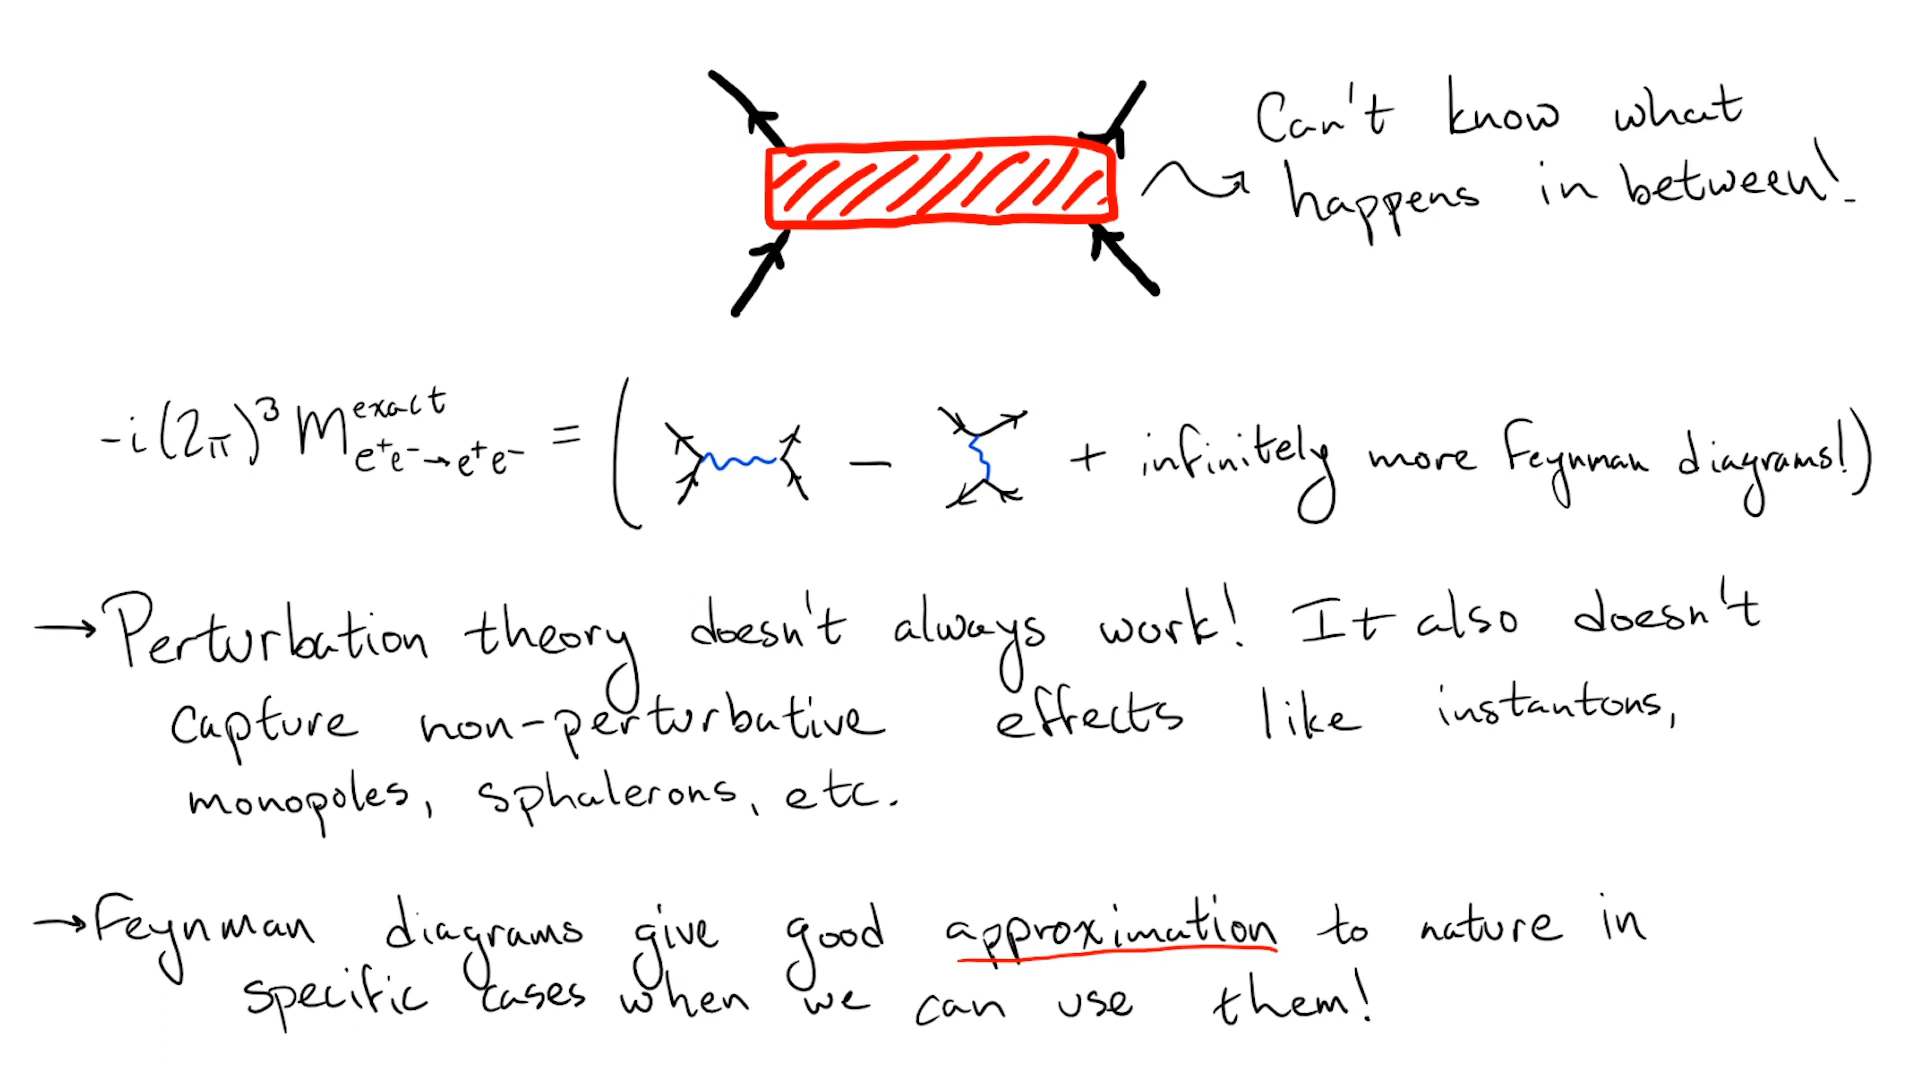 Can't know what
happens in between!
-i(2π)³ M^{exact}_{e⁺e⁻→e⁺e⁻} = ( − + infinitely more Feynman diagrams!)
→ Perturbation theory doesn't always work! It also doesn't
capture non-perturbative effects like instantons,
monopoles, sphalerons, etc.
→ Feynman diagrams give good approximation to nature in
specific cases when we can use them!